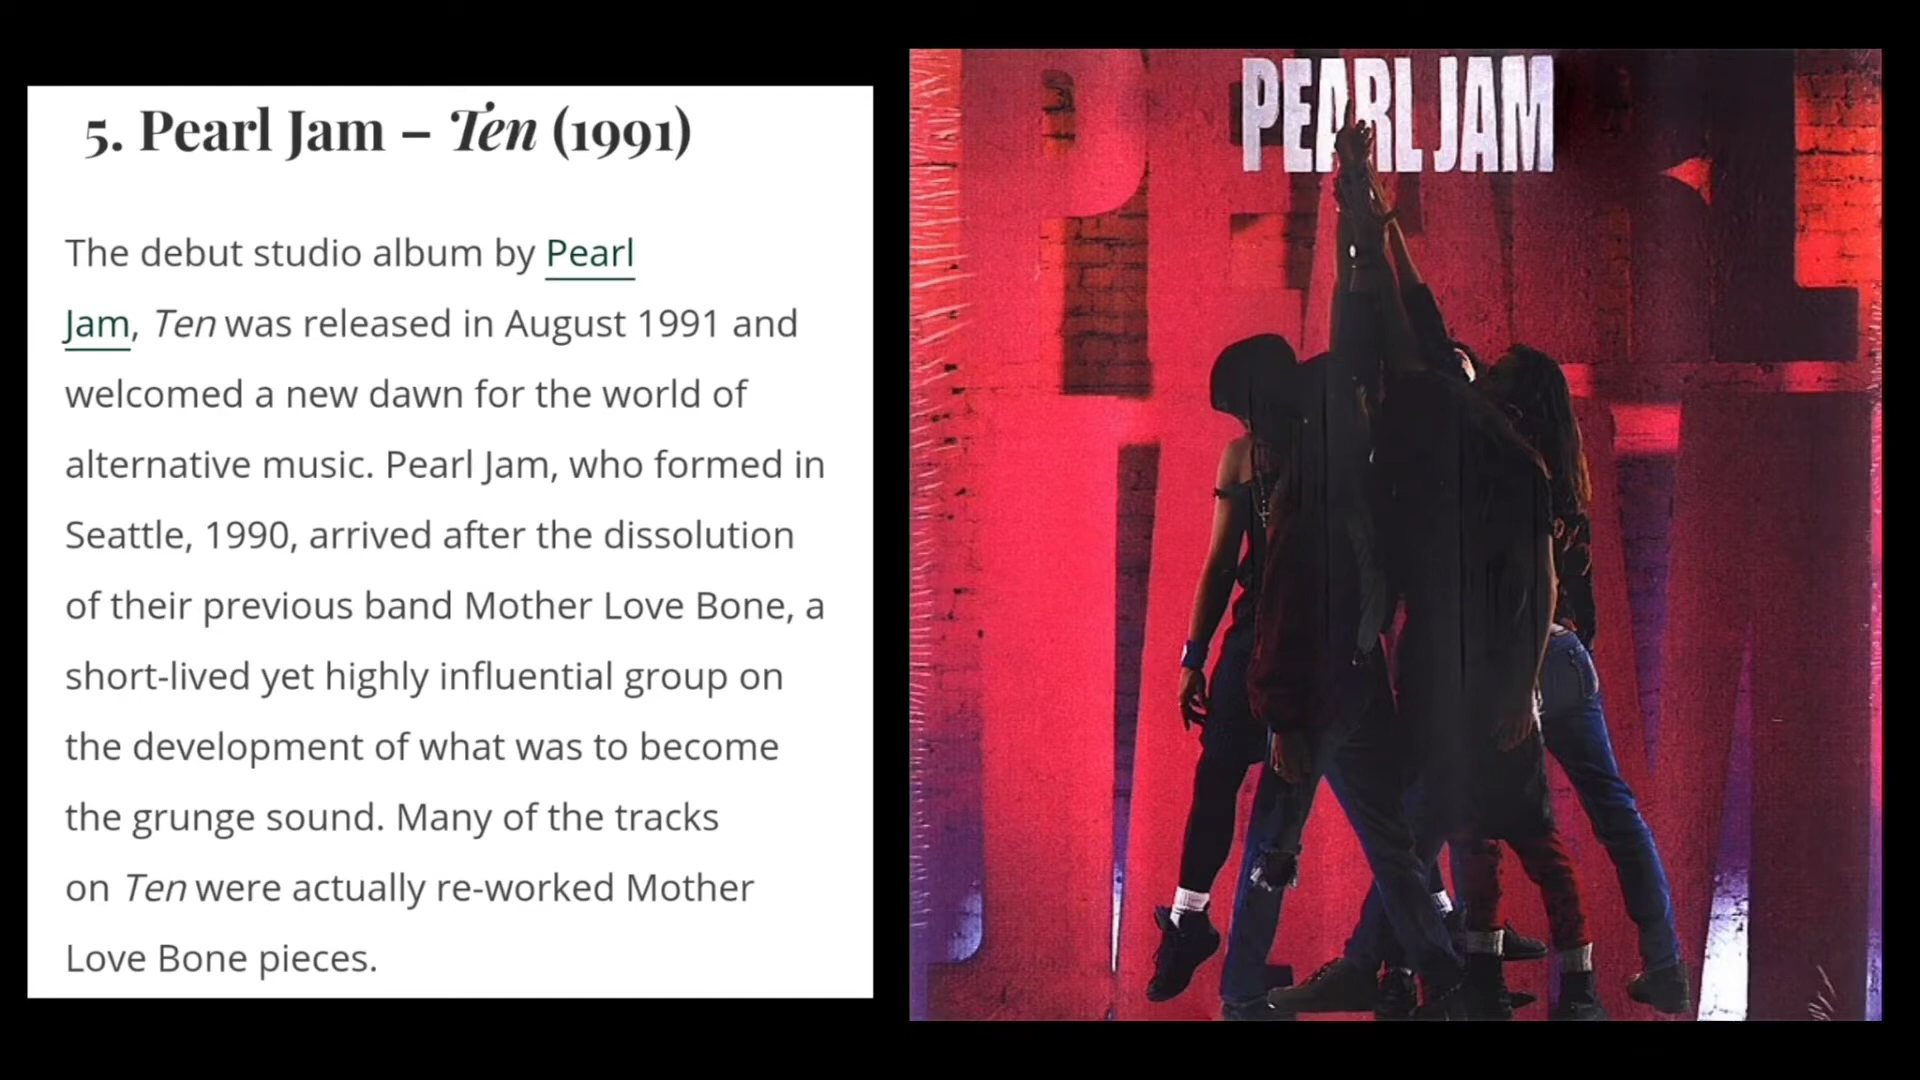 5. Pearl Jam – Ten (1991)
The debut studio album by Pearl
Jam, Ten was released in August 1991 and
welcomed a new dawn for the world of
alternative music. Pearl Jam, who formed in
Seattle, 1990, arrived after the dissolution
of their previous band Mother Love Bone, a
short-lived yet highly influential group on
the development of what was to become
the grunge sound. Many of the tracks
on Ten were actually re-worked Mother
Love Bone pieces.
PEARL JAM
PEARL
JAM